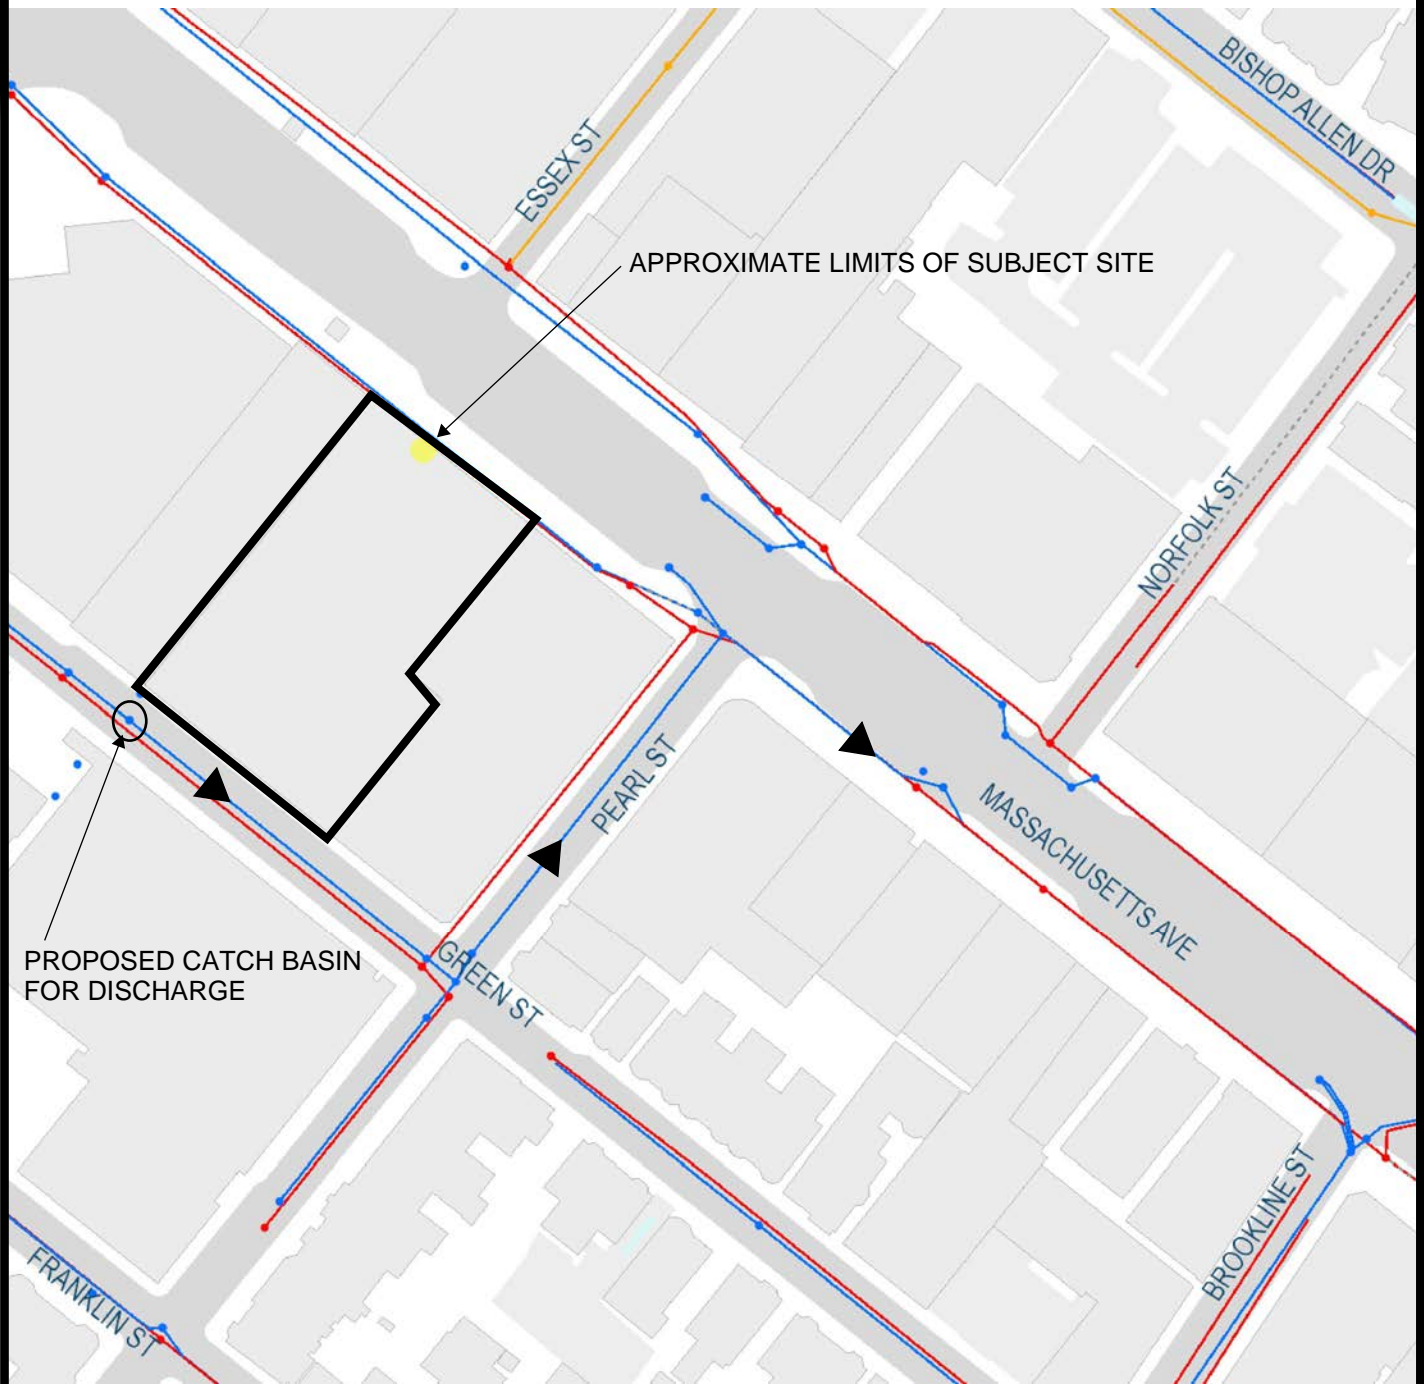 BISHOP ALLEN DR
ESSEX ST
APPROXIMATE LIMITS OF SUBJECT SITE
NORFOLK ST
PEARL ST
MASSACHUSETTS AVE
PROPOSED CATCH BASIN
FOR DISCHARGE
GREEN ST
BROOKLINE ST
FRANKLIN ST